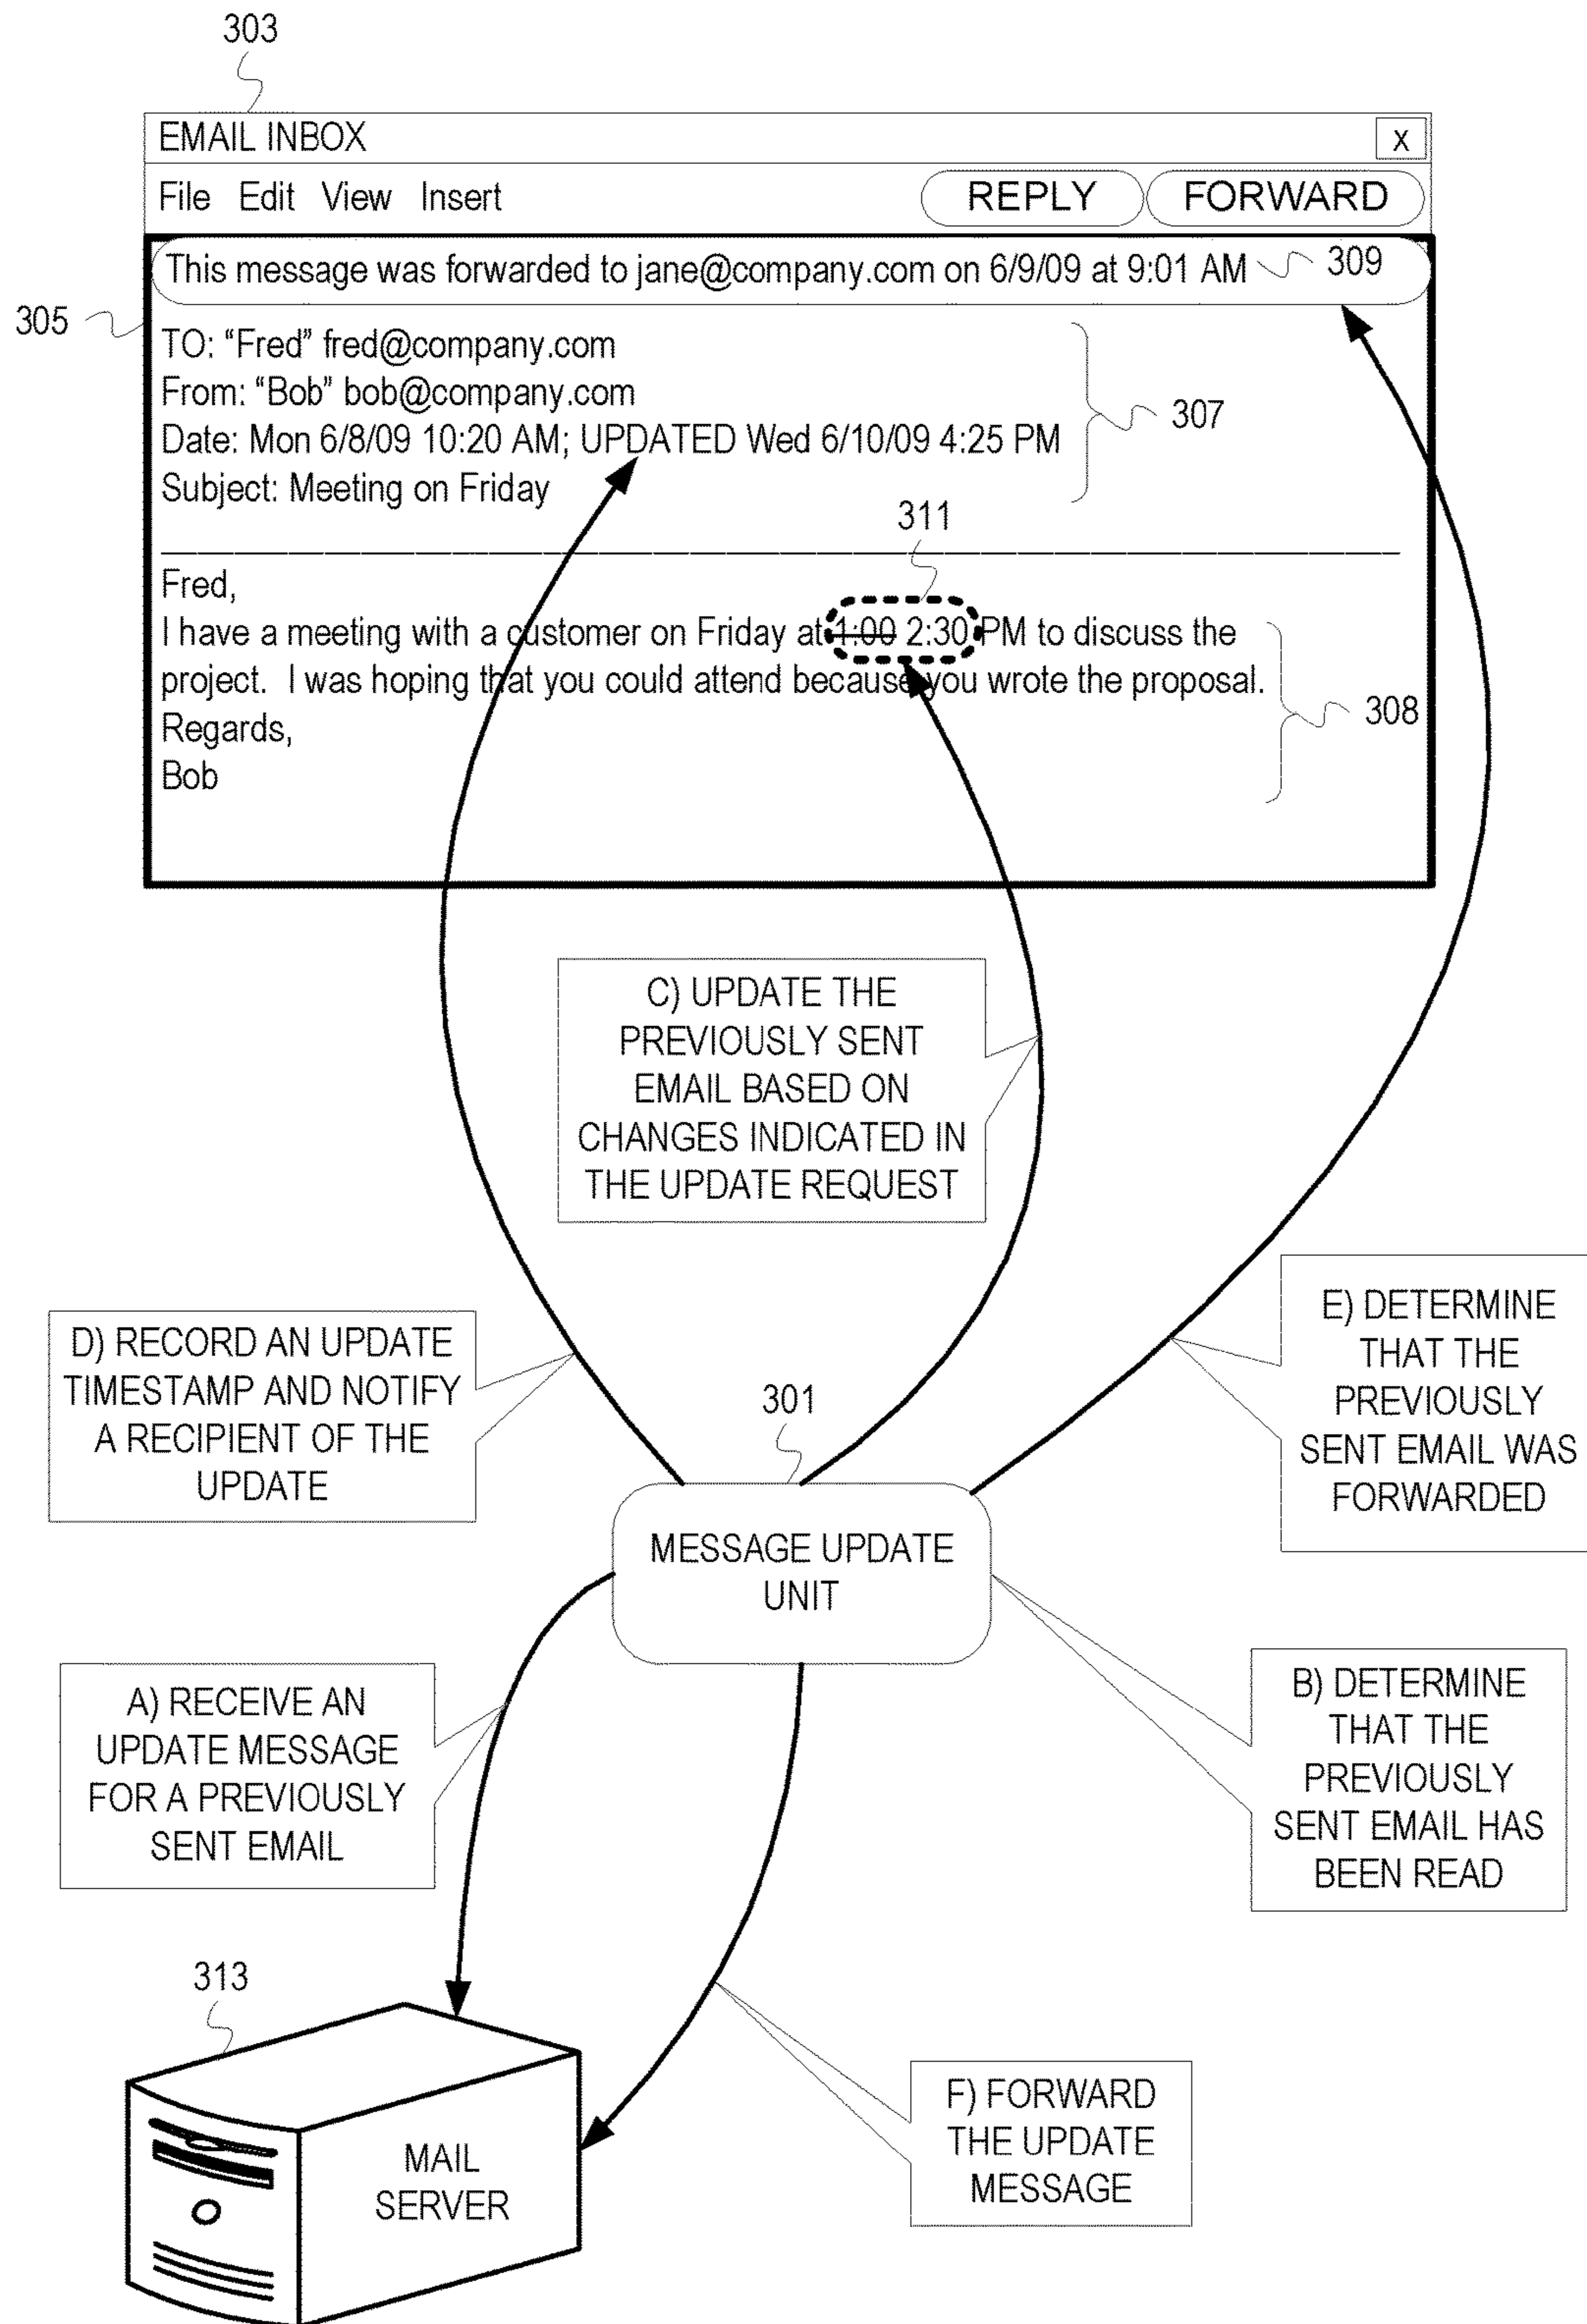 303
EMAIL INBOX X
File Edit View Insert REPLY FORWARD
This message was forwarded to jane@company.com on 6/9/09 at 9:01 AM 309
305
TO: “Fred” fred@company.com
From: “Bob” bob@company.com
307
Date: Mon 6/8/09 10:20 AM; UPDATED Wed 6/10/09 4:25 PM
Subject: Meeting on Friday
311
Fred,
I have a meeting with a customer on Friday at 1:00 2:30 PM to discuss the
project. I was hoping that you could attend because you wrote the proposal.
308
Regards,
Bob
C) UPDATE THE
PREVIOUSLY SENT
EMAIL BASED ON
CHANGES INDICATED IN
THE UPDATE REQUEST
D) RECORD AN UPDATE
TIMESTAMP AND NOTIFY
A RECIPIENT OF THE
UPDATE
E) DETERMINE
THAT THE
PREVIOUSLY
SENT EMAIL WAS
FORWARDED
301
MESSAGE UPDATE
UNIT
A) RECEIVE AN
UPDATE MESSAGE
FOR A PREVIOUSLY
SENT EMAIL
B) DETERMINE
THAT THE
PREVIOUSLY
SENT EMAIL HAS
BEEN READ
313
MAIL
SERVER
F) FORWARD
THE UPDATE
MESSAGE